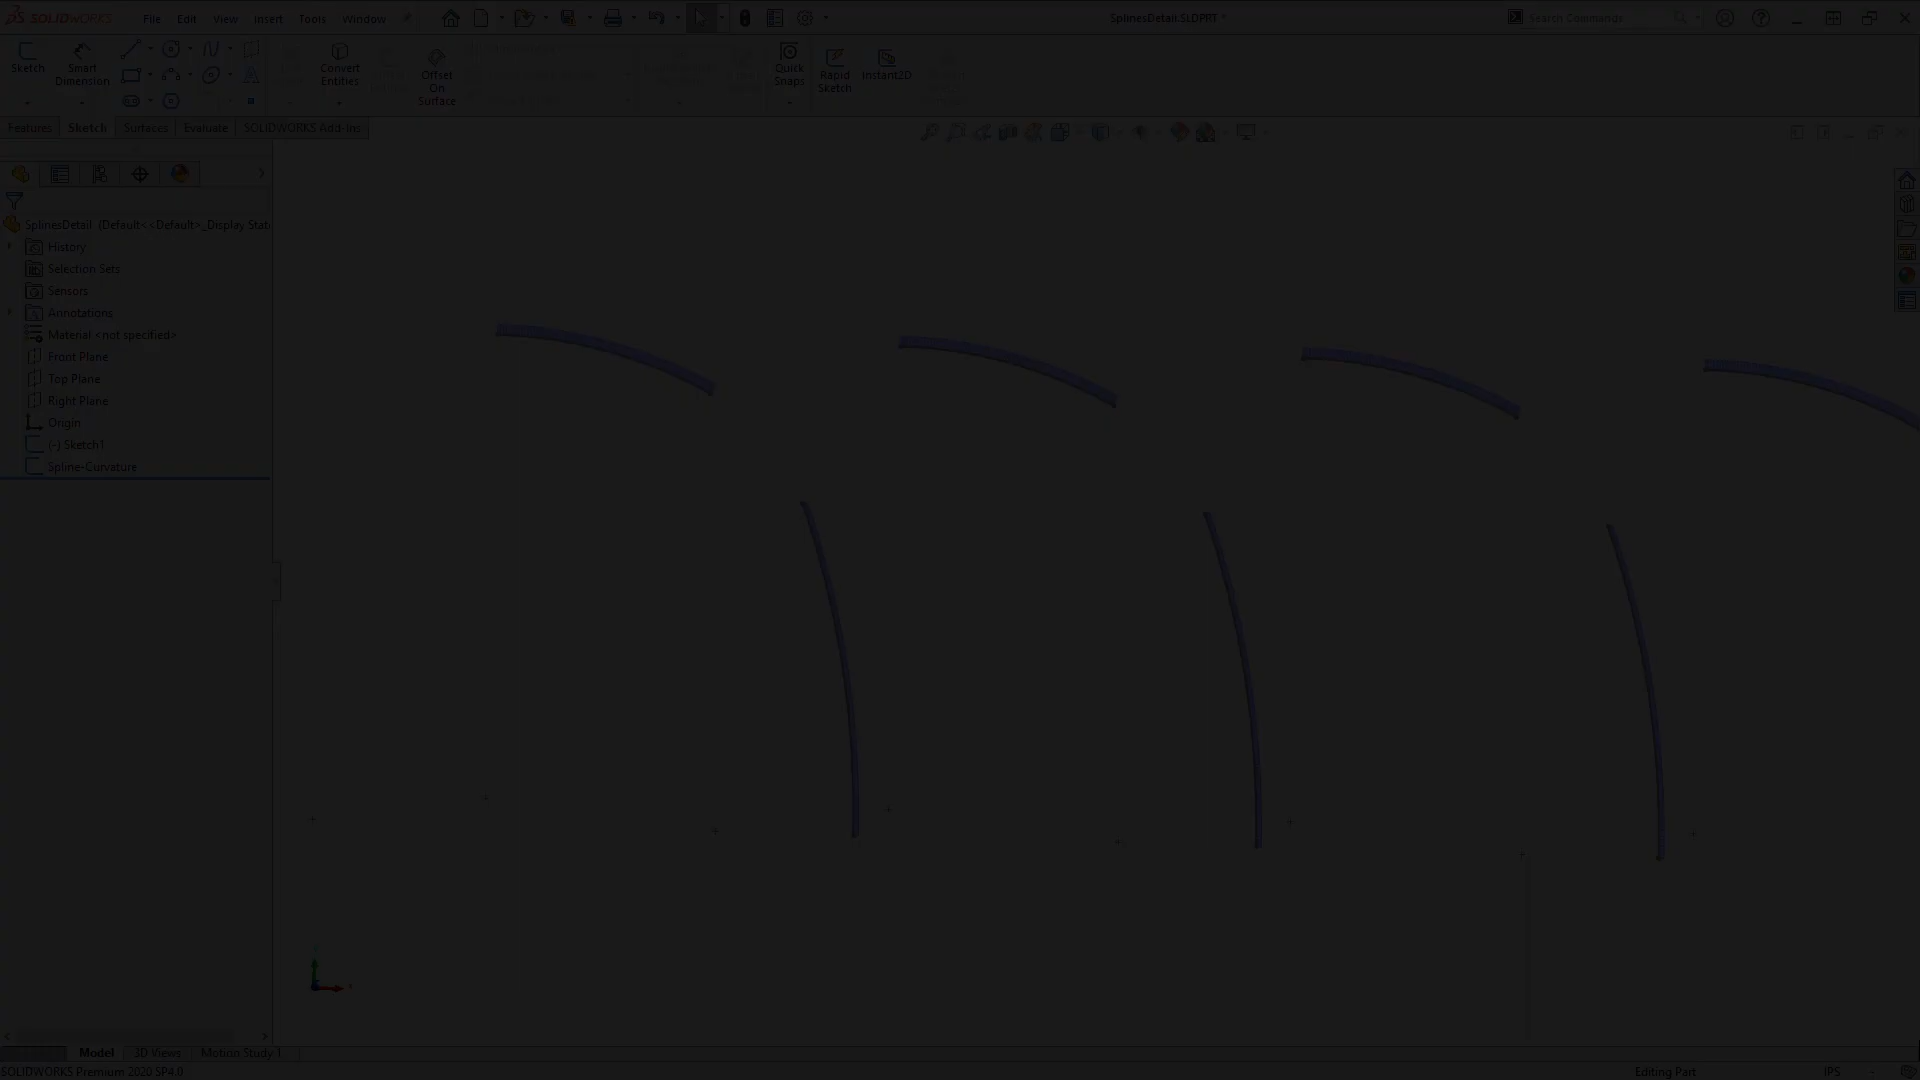 SOLIDWORKS File Edit View Insert Tools Window SplinesDetail.SLDPRT * Search Commands
Sketch Smart Dimension Convert Entities Offset On Surface Quick Snaps Rapid Sketch Instant2D
Features Sketch Surfaces Evaluate SOLIDWORKS Add-Ins
SplinesDetail (Default<<Default>_Display Stat
History
Selection Sets
Sensors
Annotations
Material <not specified>
Front Plane
Top Plane
Right Plane
Origin
(-) Sketch1
Spline-Curvature
Model 3D Views Motion Study 1
SOLIDWORKS Premium 2020 SP4.0 Editing Part IPS